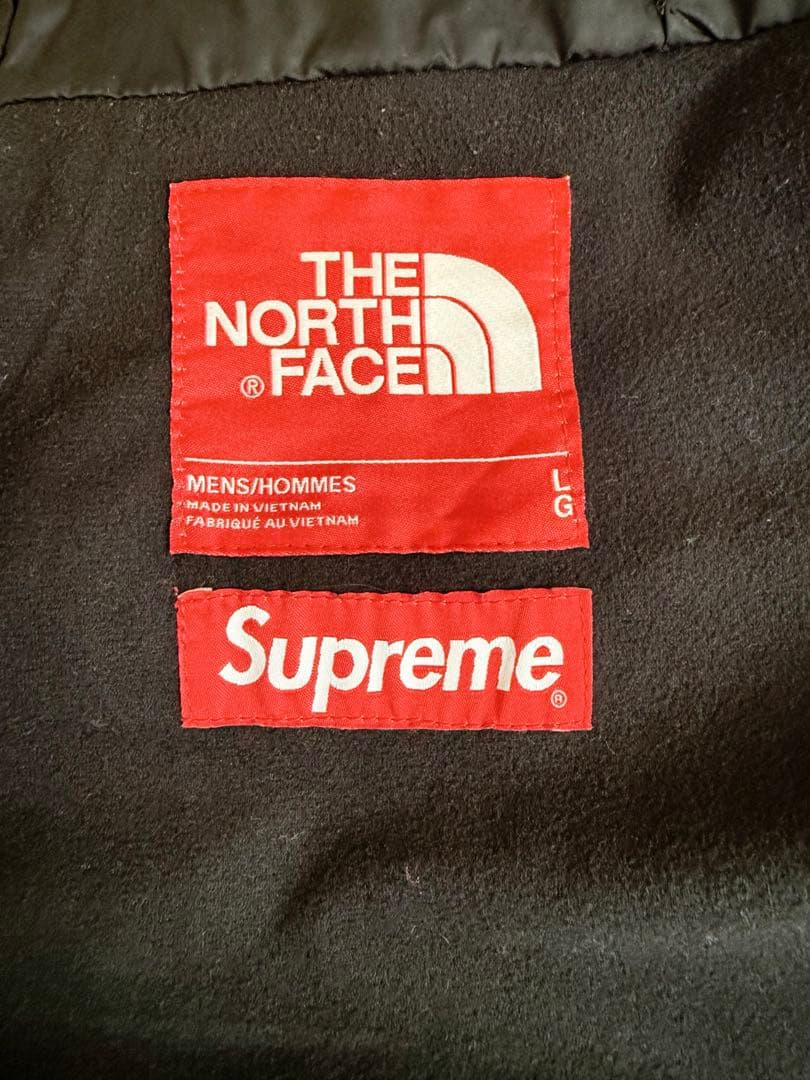 THE
NORTH
® FACE
MENS/HOMMES
L
G
MADE IN VIETNAM
FABRIQUÉ AU VIETNAM
Supreme
®